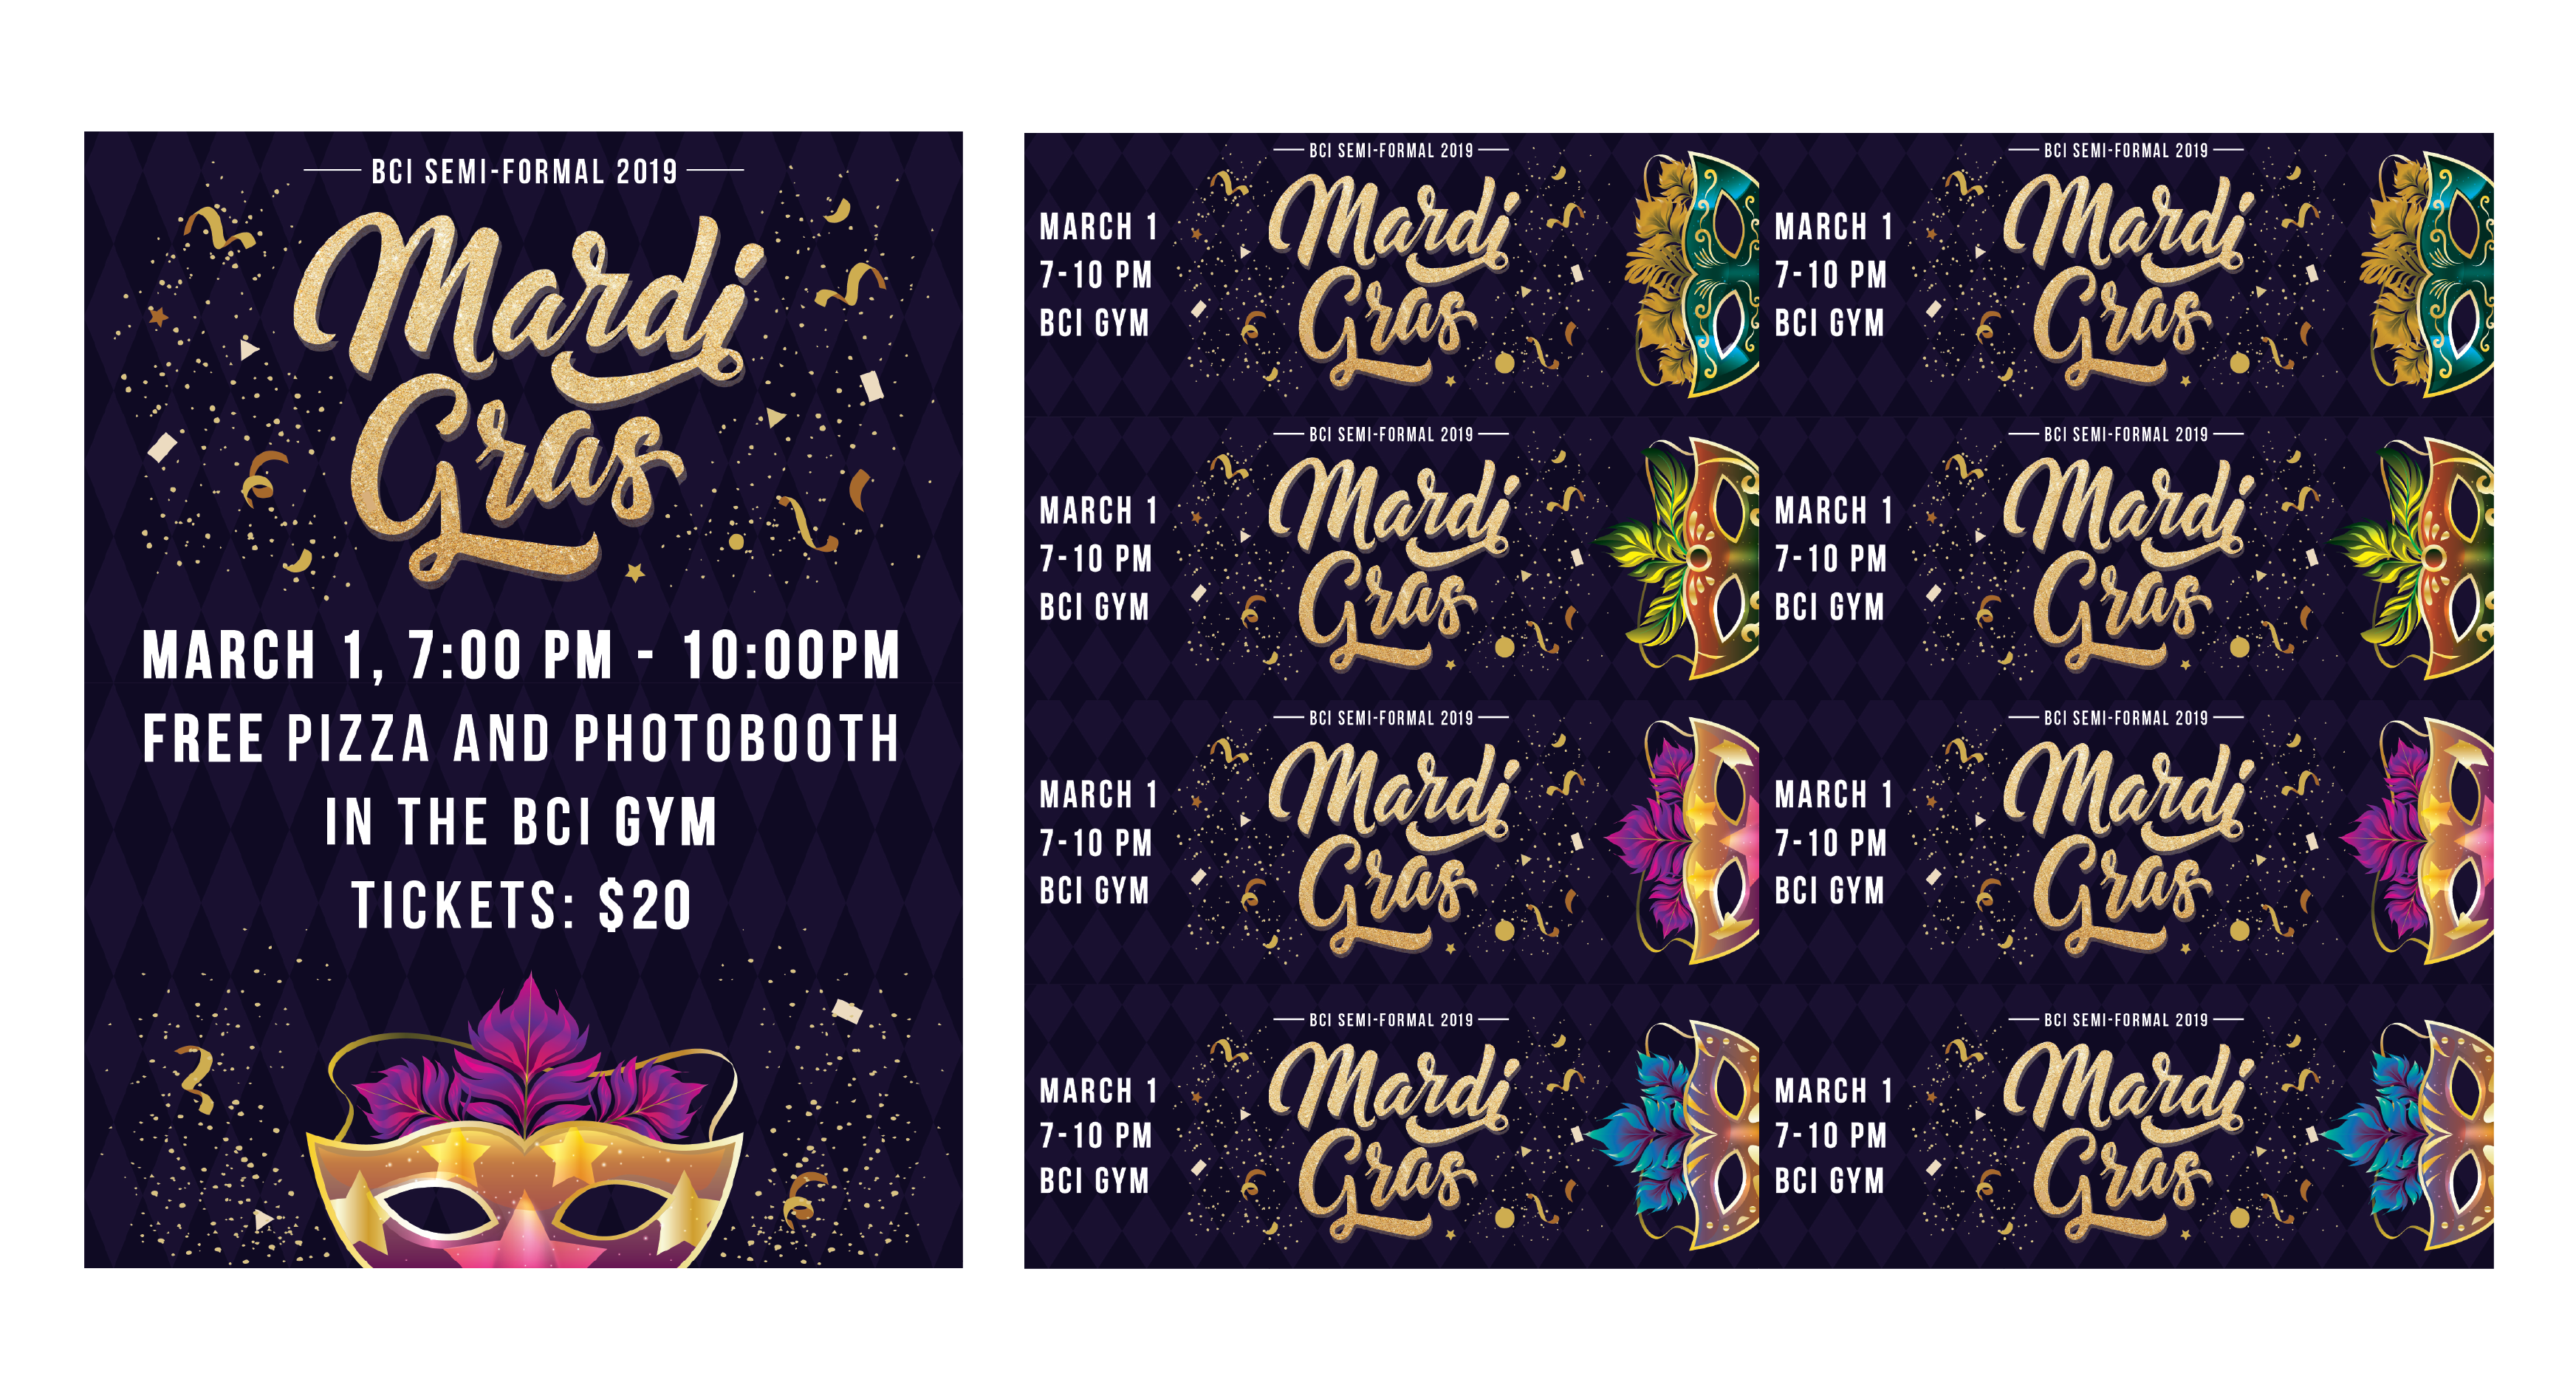 BCI SEMI-FORMAL 2019
Mardi
Gras
MARCH 1, 7:00 PM - 10:00PM
FREE PIZZA AND PHOTOBOOTH
IN THE BCI GYM
TICKETS: $20
BCI SEMI-FORMAL 2019
Mardi
Gras
MARCH 1
7-10 PM
BCI GYM
BCI SEMI-FORMAL 2019
Mardi
Gras
MARCH 1
7-10 PM
BCI GYM
BCI SEMI-FORMAL 2019
Mardi
Gras
MARCH 1
7-10 PM
BCI GYM
BCI SEMI-FORMAL 2019
Mardi
Gras
MARCH 1
7-10 PM
BCI GYM
BCI SEMI-FORMAL 2019
Mardi
Gras
MARCH 1
7-10 PM
BCI GYM
BCI SEMI-FORMAL 2019
Mardi
Gras
MARCH 1
7-10 PM
BCI GYM
BCI SEMI-FORMAL 2019
Mardi
Gras
MARCH 1
7-10 PM
BCI GYM
BCI SEMI-FORMAL 2019
Mardi
Gras
MARCH 1
7-10 PM
BCI GYM